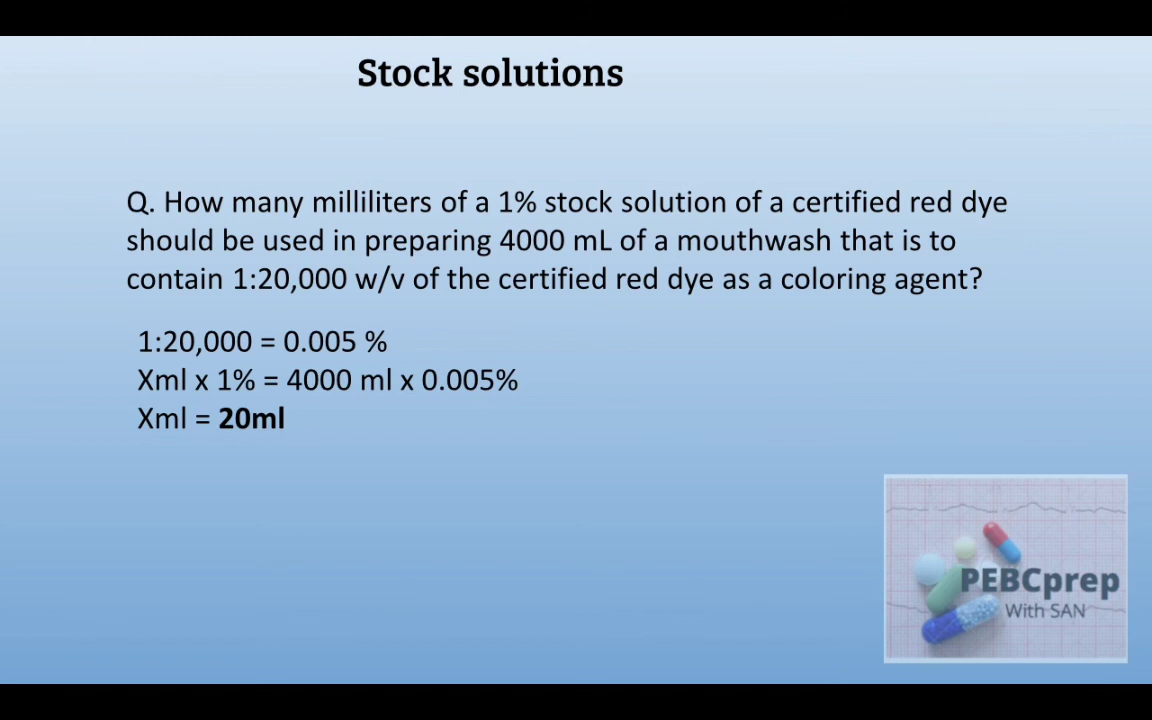 Stock solutions
Q. How many milliliters of a 1% stock solution of a certified red dye
should be used in preparing 4000 mL of a mouthwash that is to
contain 1:20,000 w/v of the certified red dye as a coloring agent?
1:20,000 = 0.005 %
Xml x 1% = 4000 ml x 0.005%
Xml = 20ml
PEBCprep
With SAN